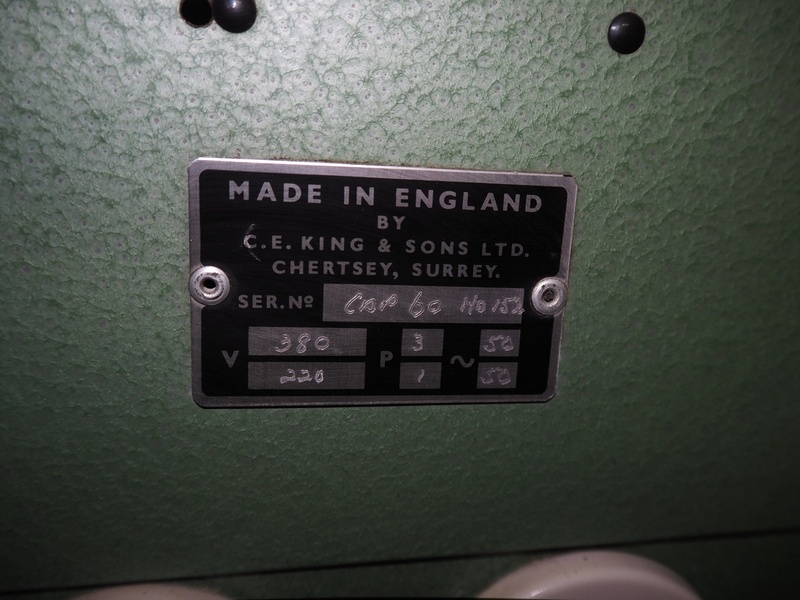 MADE IN ENGLAND
BY
C.E. KING & SONS LTD.
CHERTSEY, SURREY.
SER. Nº 60 No 152
V 380 P 3 ~ 50
220 1 50